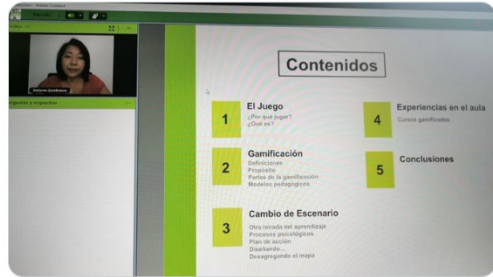 Contenidos
1
El Juego
¿Por qué jugar?
¿Qué es?
2
Gamificación
Definiciones
Propósito
Partes de la gamificación
Modelos pedagógicos
3
Cambio de Escenario
Otra mirada del aprendizaje
Procesos psicológicos
Plan de acción
Diseñando...
Desagregando el mapa
4
Experiencias en el aula
Cursos gamificados
5
Conclusiones